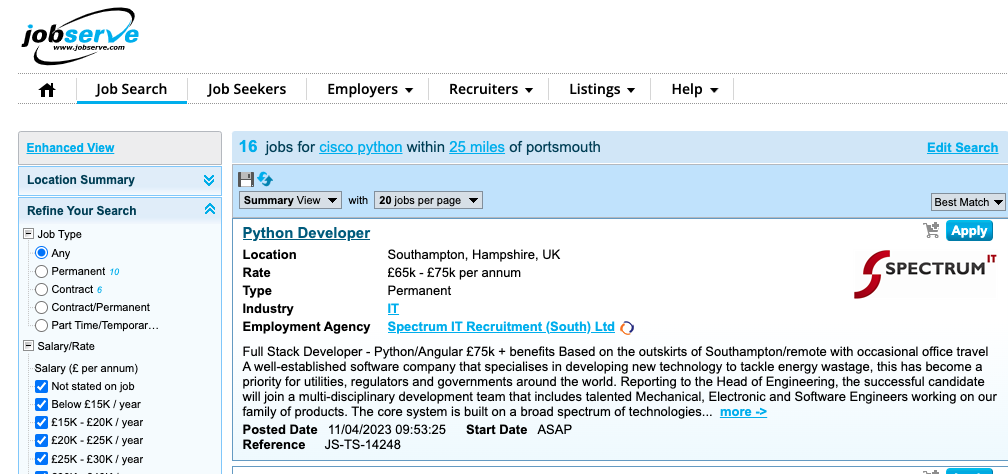 jobserve
www.jobserve.com
Job Search
Job Seekers
Employers
Recruiters
Listings
Help
Enhanced View
Location Summary
Refine Your Search
Job Type
Any
Permanent 10
Contract 6
Contract/Permanent
Part Time/Temporar...
Salary/Rate
Salary (£ per annum)
Not stated on job
Below £15K / year
£15K - £20K / year
£20K - £25K / year
£25K - £30K / year
16 jobs for cisco python within 25 miles of portsmouth
Edit Search
Summary View with 20 jobs per page
Best Match
Python Developer
Apply
Location Southampton, Hampshire, UK
Rate £65k - £75k per annum
Type Permanent
Industry IT
Employment Agency Spectrum IT Recruitment (South) Ltd
SPECTRUM IT
Full Stack Developer - Python/Angular £75k + benefits Based on the outskirts of Southampton/remote with occasional office travel
A well-established software company that specialises in developing new technology to tackle energy wastage, this has become a
priority for utilities, regulators and governments around the world. Reporting to the Head of Engineering, the successful candidate
will join a multi-disciplinary development team that includes talented Mechanical, Electronic and Software Engineers working on our
family of products. The core system is built on a broad spectrum of technologies... more ->
Posted Date 11/04/2023 09:53:25 Start Date ASAP
Reference JS-TS-14248